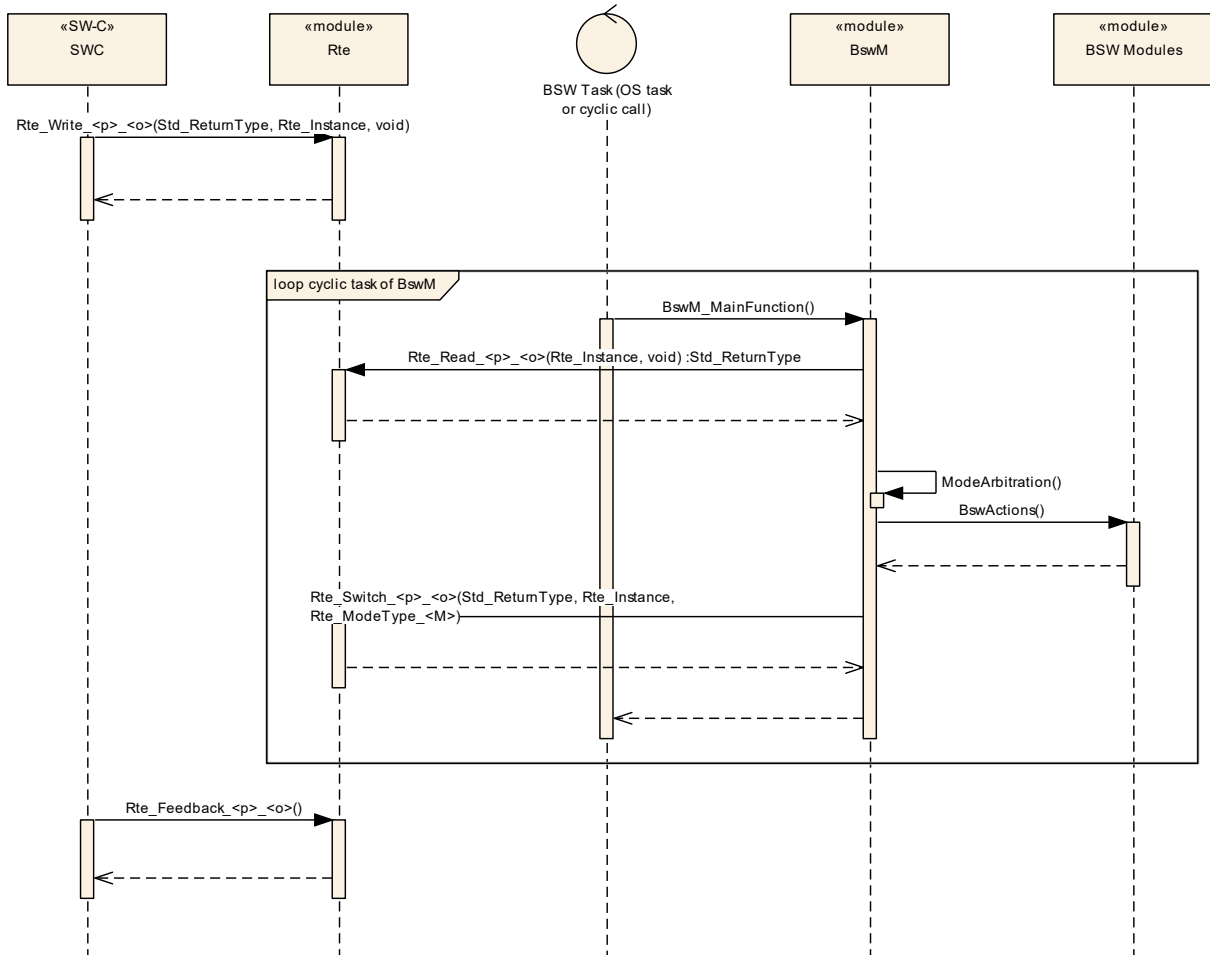 «SW-C»
SWC
«module»
Rte
BSW Task (OS task
or cyclic call)
«module»
BswM
«module»
BSW Modules
Rte_Write_<p>_<o>(Std_ReturnType, Rte_Instance, void)
loop cyclic task of BswM
BswM_MainFunction()
Rte_Read_<p>_<o>(Rte_Instance, void) :Std_ReturnType
ModeArbitration()
BswActions()
Rte_Switch_<p>_<o>(Std_ReturnType, Rte_Instance,
Rte_ModeType_<M>)
Rte_Feedback_<p>_<o>()